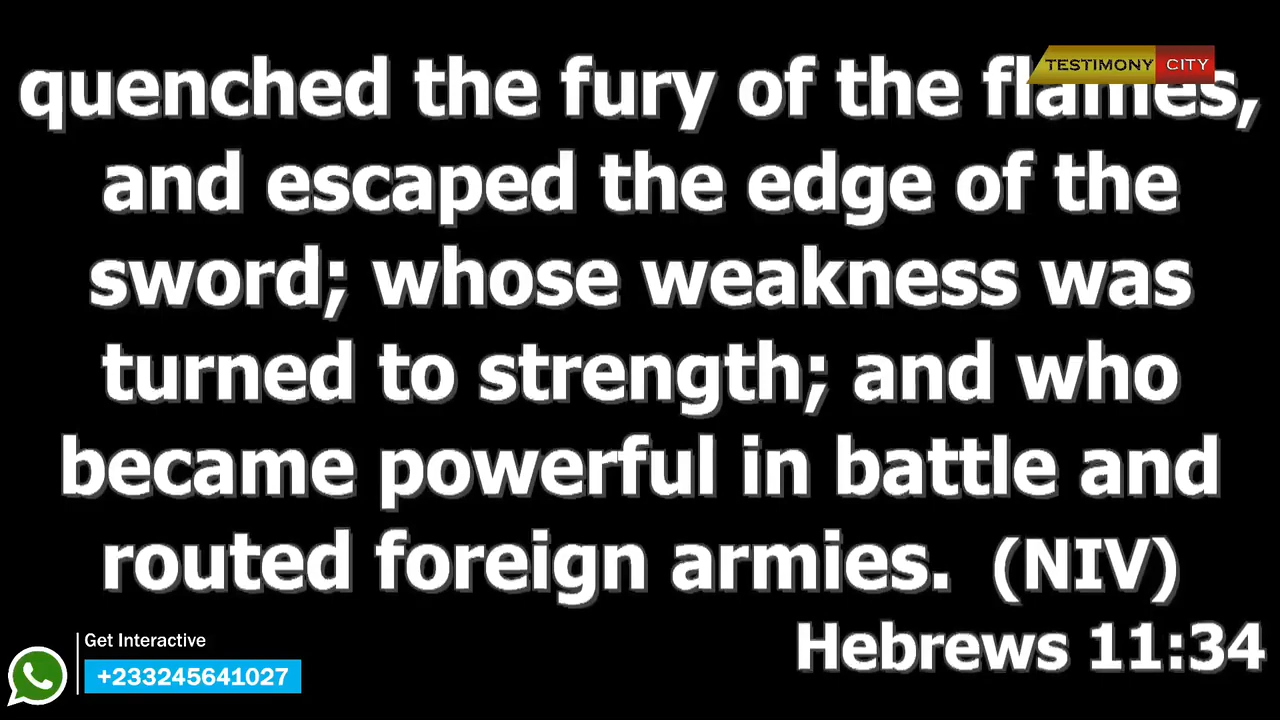 TESTIMONY CITY
quenched the fury of the flames,
and escaped the edge of the
sword; whose weakness was
turned to strength; and who
became powerful in battle and
routed foreign armies. (NIV)
Hebrews 11:34
Get Interactive
+233245641027